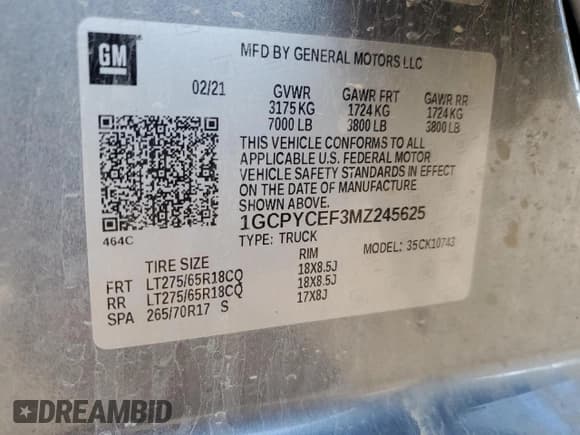 GM
MFD BY GENERAL MOTORS LLC
02/21 GVWR GAWR FRT GAWR RR
3175 KG 1724 KG 1724 KG
7000 LB 3800 LB 3800 LB
THIS VEHICLE CONFORMS TO ALL
APPLICABLE U.S. FEDERAL MOTOR
VEHICLE SAFETY STANDARDS IN EFFECT
ON THE DATE OF MANUFACTURE
SHOWN ABOVE.
464C 1GCPYCEF3MZ245625
TYPE: TRUCK MODEL: 35CK10743
TIRE SIZE RIM
FRT LT275/65R18CQ 18X8.5J
RR LT275/65R18CQ 18X8.5J
SPA 265/70R17 S 17X8J
DREAMBID